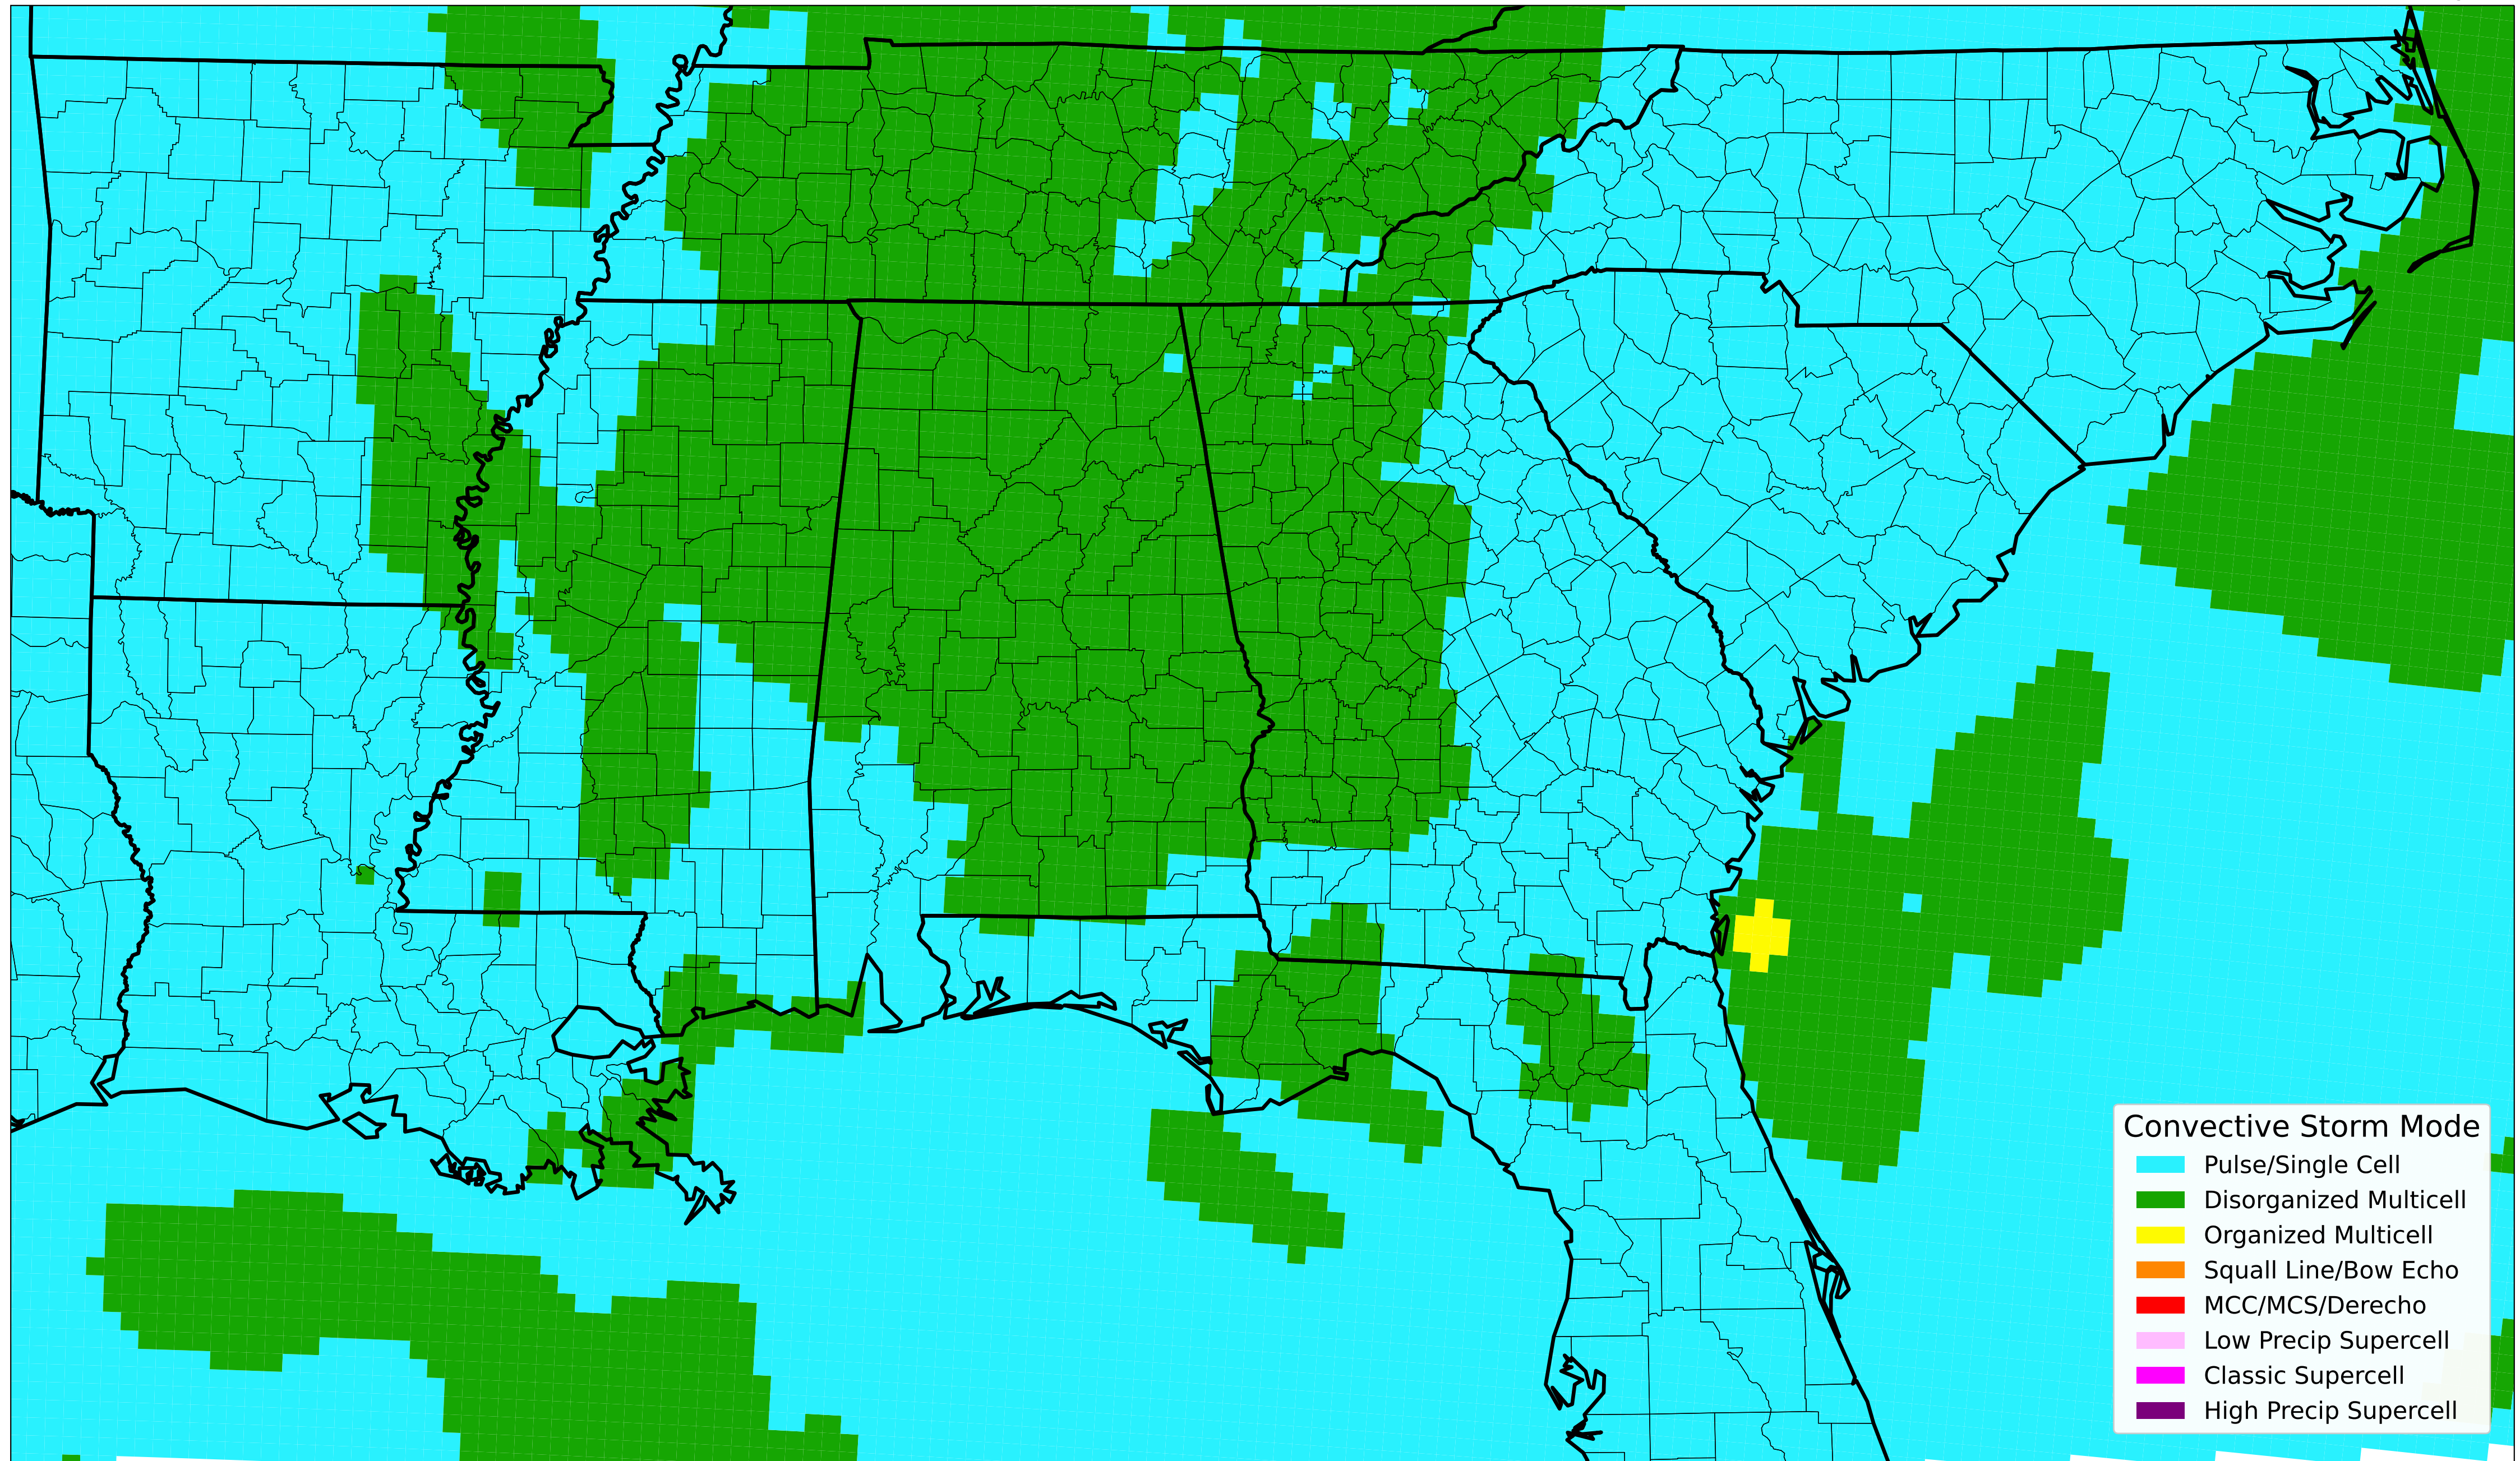 Convective Storm Mode
Pulse/Single Cell
Disorganized Multicell
Organized Multicell
Squall Line/Bow Echo
MCC/MCS/Derecho
Low Precip Supercell
Classic Supercell
High Precip Supercell